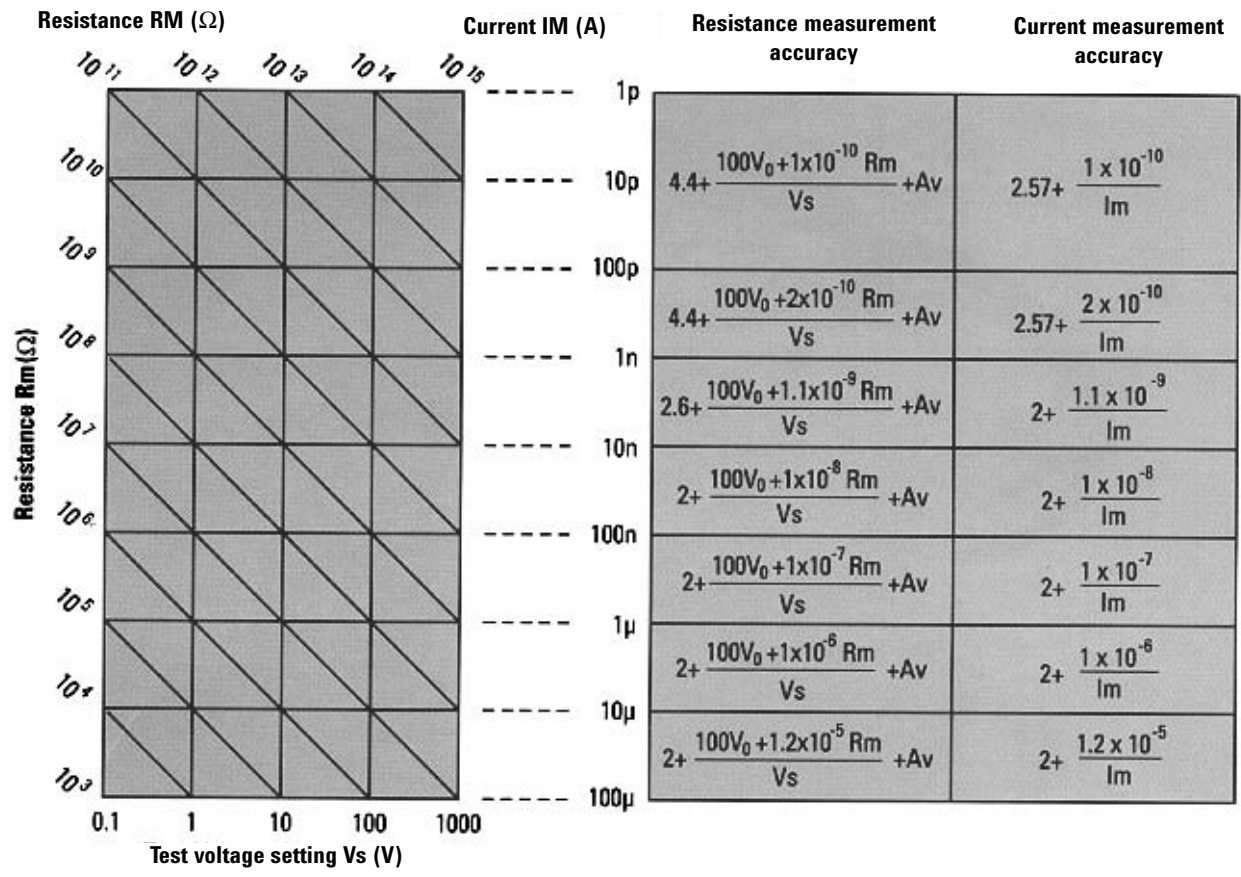 Resistance RM (Ω)
Current IM (A)
Resistance measurement
accuracy
Current measurement
accuracy
10¹¹ 10¹² 10¹³ 10¹⁴ 10¹⁵
10¹⁰
10⁹
10⁸
10⁷
10⁶
10⁵
10⁴
10³
Resistance Rm(Ω)
0.1 1 10 100 1000
Test voltage setting Vs (V)
1p
10p
100p
1n
10n
100n
1µ
10µ
100µ
4.4+ 100V₀+1x10⁻¹⁰ Rm / Vs +Av
2.57+ 1 x 10⁻¹⁰ / Im
4.4+ 100V₀+2x10⁻¹⁰ Rm / Vs +Av
2.57+ 2 x 10⁻¹⁰ / Im
2.6+ 100V₀+1.1x10⁻⁹ Rm / Vs +Av
2+ 1.1 x 10⁻⁹ / Im
2+ 100V₀+1x10⁻⁸ Rm / Vs +Av
2+ 1 x 10⁻⁸ / Im
2+ 100V₀+1x10⁻⁷ Rm / Vs +Av
2+ 1 x 10⁻⁷ / Im
2+ 100V₀+1x10⁻⁶ Rm / Vs +Av
2+ 1 x 10⁻⁶ / Im
2+ 100V₀+1.2x10⁻⁵ Rm / Vs +Av
2+ 1.2 x 10⁻⁵ / Im